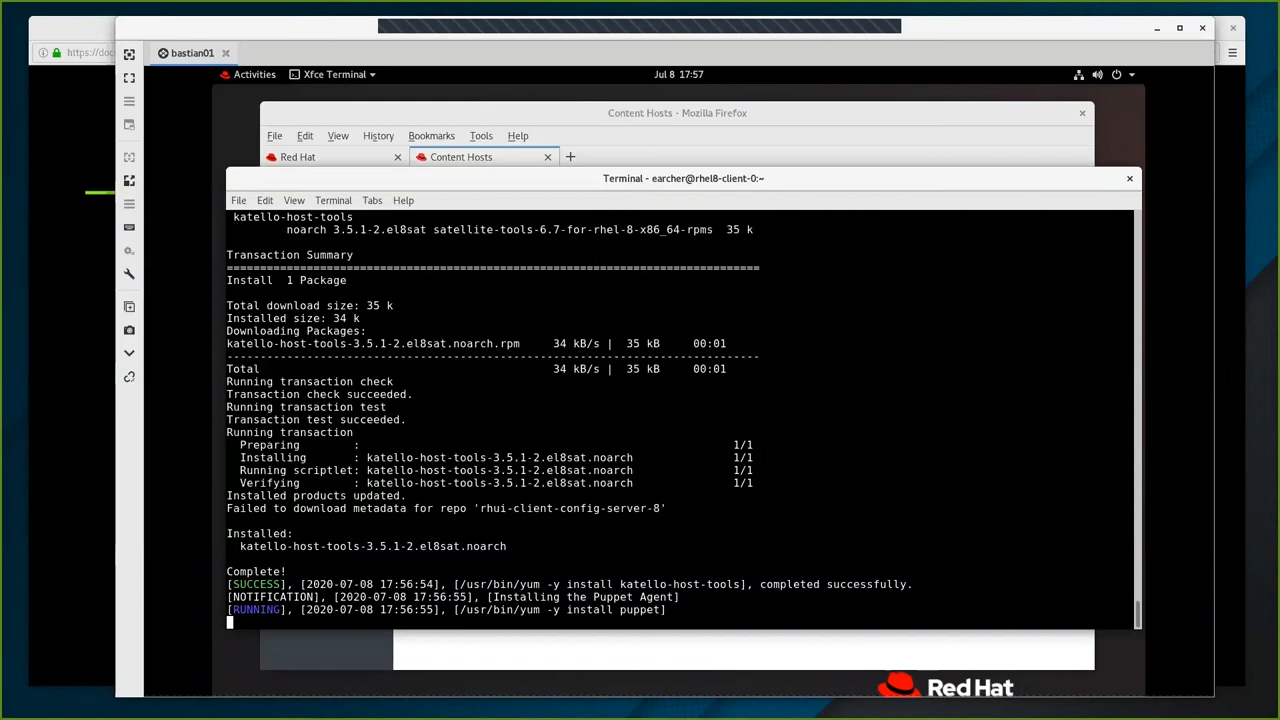 https://doc
bastian01
Activities
Xfce Terminal
Jul 8 17:57
Content Hosts - Mozilla Firefox
File Edit View History Bookmarks Tools Help
Red Hat
Content Hosts
Terminal - earcher@rhel8-client-0:~
File Edit View Terminal Tabs Help
katello-host-tools
noarch 3.5.1-2.el8sat satellite-tools-6.7-for-rhel-8-x86_64-rpms 35 k
Transaction Summary
================================================================================
Install 1 Package
Total download size: 35 k
Installed size: 34 k
Downloading Packages:
katello-host-tools-3.5.1-2.el8sat.noarch.rpm 34 kB/s | 35 kB 00:01
--------------------------------------------------------------------------------
Total 34 kB/s | 35 kB 00:01
Running transaction check
Transaction check succeeded.
Running transaction test
Transaction test succeeded.
Running transaction
Preparing : 1/1
Installing : katello-host-tools-3.5.1-2.el8sat.noarch 1/1
Running scriptlet: katello-host-tools-3.5.1-2.el8sat.noarch 1/1
Verifying : katello-host-tools-3.5.1-2.el8sat.noarch 1/1
Installed products updated.
Failed to download metadata for repo 'rhui-client-config-server-8'
Installed:
katello-host-tools-3.5.1-2.el8sat.noarch
Complete!
[SUCCESS], [2020-07-08 17:56:54], [/usr/bin/yum -y install katello-host-tools], completed successfully.
[NOTIFICATION], [2020-07-08 17:56:55], [Installing the Puppet Agent]
[RUNNING], [2020-07-08 17:56:55], [/usr/bin/yum -y install puppet]
Red Hat